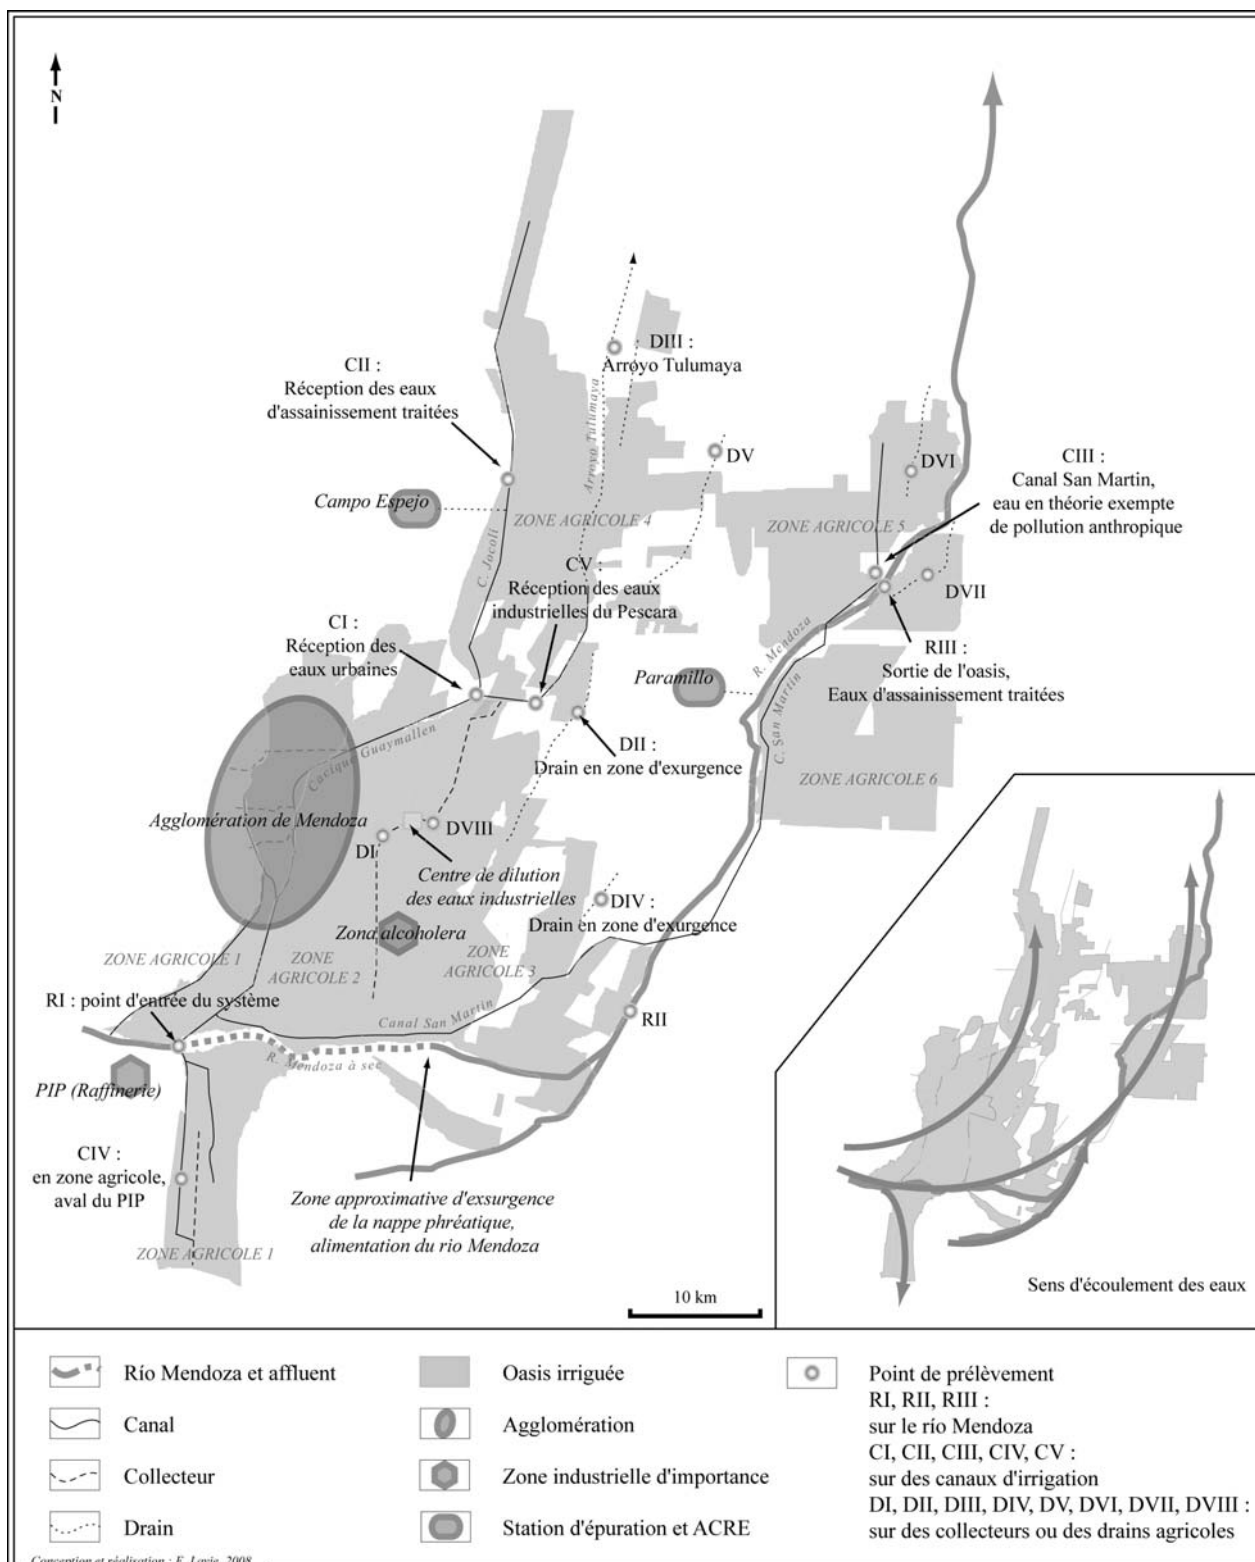 N
CII :
Réception des eaux
d'assainissement traitées
DIII :
Arroyo Tulumaya
Arroyo Tulumaya
DV
DVI
CIII :
Canal San Martin,
eau en théorie exempte
de pollution anthropique
Campo Espejo
ZONE AGRICOLE 4
ZONE AGRICOLE 5
C. Jocoli
CV :
Réception des eaux
industrielles du Pescara
DVII
CI :
Réception des
eaux urbaines
R. Mendoza
RIII :
Sortie de l'oasis,
Eaux d'assainissement traitées
Paramillo
C. San Martin
Cacique Guaymallen
DII :
Drain en zone d'exurgence
ZONE AGRICOLE 6
Agglomération de Mendoza
DI
DVIII
Centre de dilution
des eaux industrielles
DIV :
Drain en zone d'exurgence
Zona alcoholera
ZONE AGRICOLE 1
ZONE
AGRICOLE 2
ZONE
AGRICOLE 3
RI : point d'entrée du système
Canal San Martin
RII
R. Mendoza à sec
PIP (Raffinerie)
CIV :
en zone agricole,
aval du PIP
Zone approximative d'exsurgence
de la nappe phréatique,
alimentation du rio Mendoza
ZONE AGRICOLE 1
10 km
Sens d'écoulement des eaux
Río Mendoza et affluent
Canal
Collecteur
Drain
Oasis irriguée
Agglomération
Zone industrielle d'importance
Station d'épuration et ACRE
Point de prélèvement
RI, RII, RIII :
sur le río Mendoza
CI, CII, CIII, CIV, CV :
sur des canaux d'irrigation
DI, DII, DIII, DIV, DV, DVI, DVII, DVIII :
sur des collecteurs ou des drains agricoles
Conception et réalisation : E. Lavie, 2008